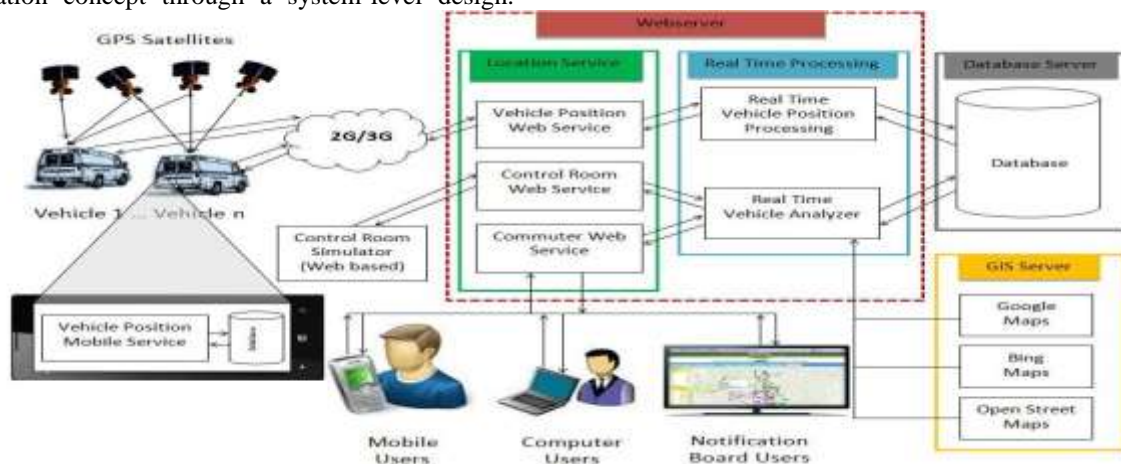 ation concept through a system-level design.
GPS Satellites
Webserver
Location Service
Real Time Processing
Database Server
2G/3G
Vehicle Position
Web Service
Real Time
Vehicle Position
Processing
Database
Vehicle 1 ... Vehicle n
Control Room
Web Service
Real Time
Vehicle Analyzer
Control Room
Simulator
(Web based)
Commuter Web
Service
GIS Server
Google
Maps
Vehicle Position
Mobile Service
Bing
Maps
Open Street
Maps
Mobile
Users
Computer
Users
Notification
Board Users